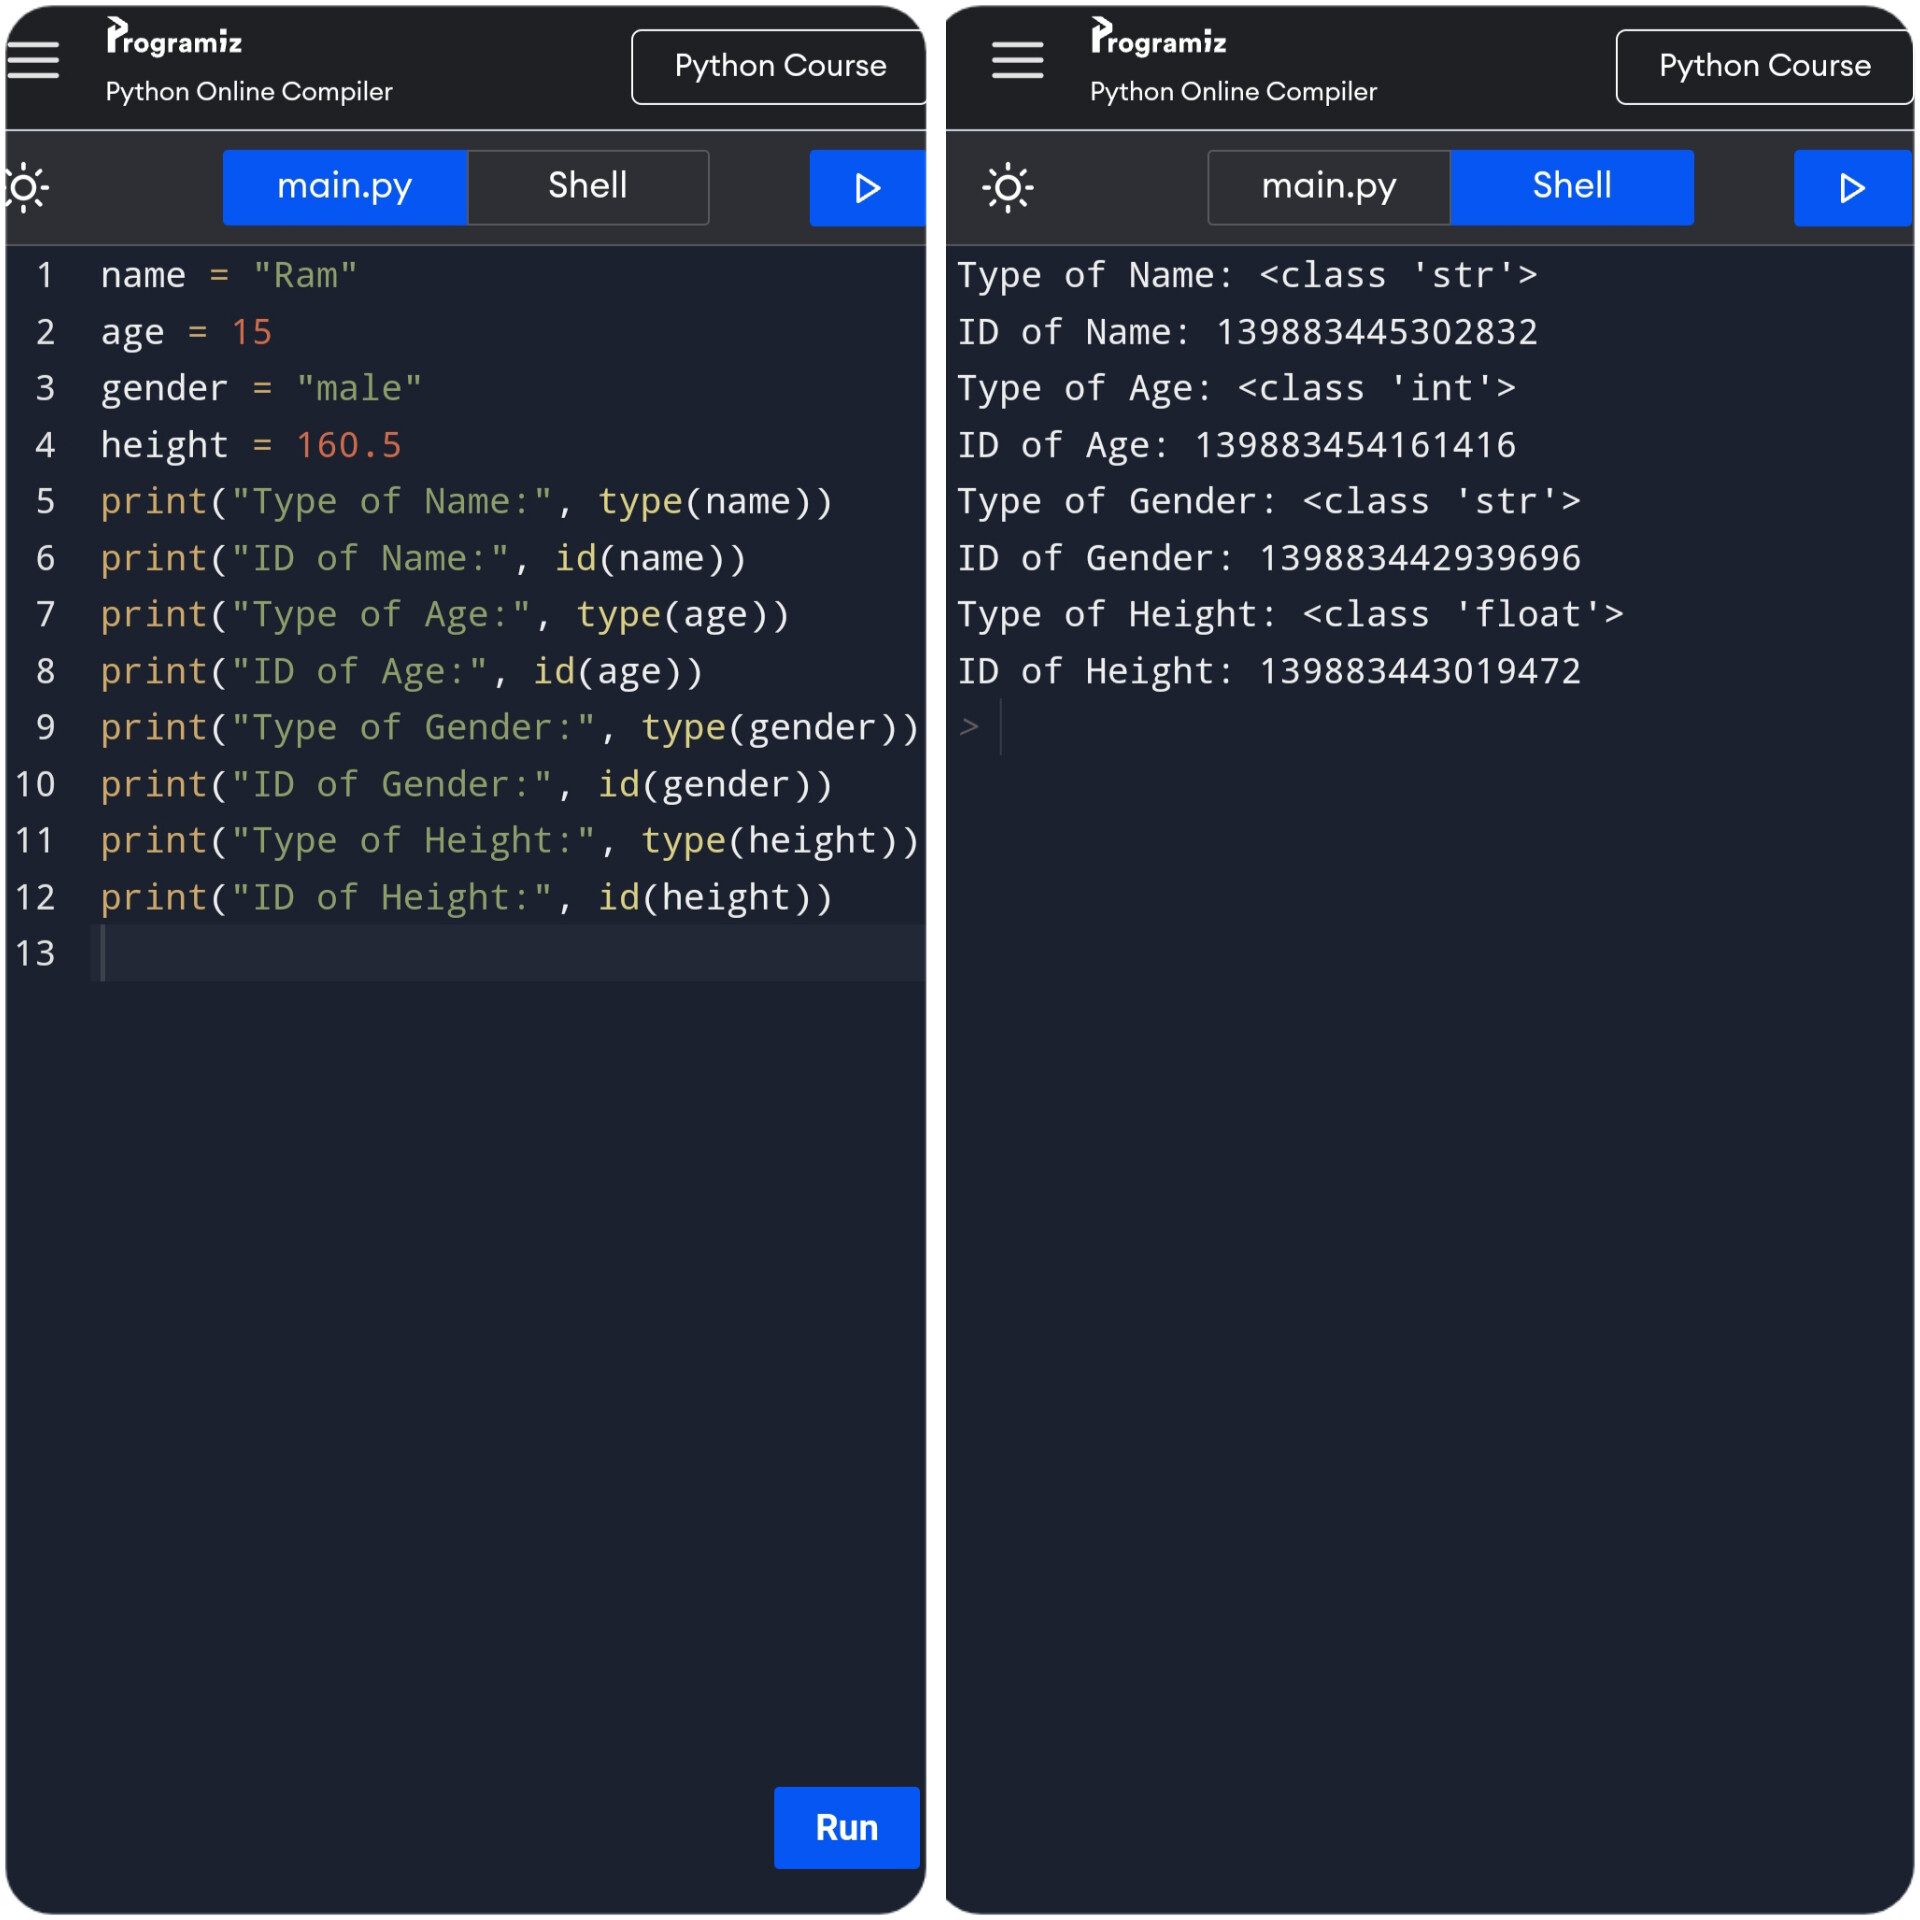 Programiz
Python Online Compiler
Python Course
main.py
Shell
1 name = "Ram"
2 age = 15
3 gender = "male"
4 height = 160.5
5 print("Type of Name:", type(name))
6 print("ID of Name:", id(name))
7 print("Type of Age:", type(age))
8 print("ID of Age:", id(age))
9 print("Type of Gender:", type(gender))
10 print("ID of Gender:", id(gender))
11 print("Type of Height:", type(height))
12 print("ID of Height:", id(height))
13
Run
Programiz
Python Online Compiler
Python Course
main.py
Shell
Type of Name: <class 'str'>
ID of Name: 139883445302832
Type of Age: <class 'int'>
ID of Age: 139883454161416
Type of Gender: <class 'str'>
ID of Gender: 139883442939696
Type of Height: <class 'float'>
ID of Height: 139883443019472
>